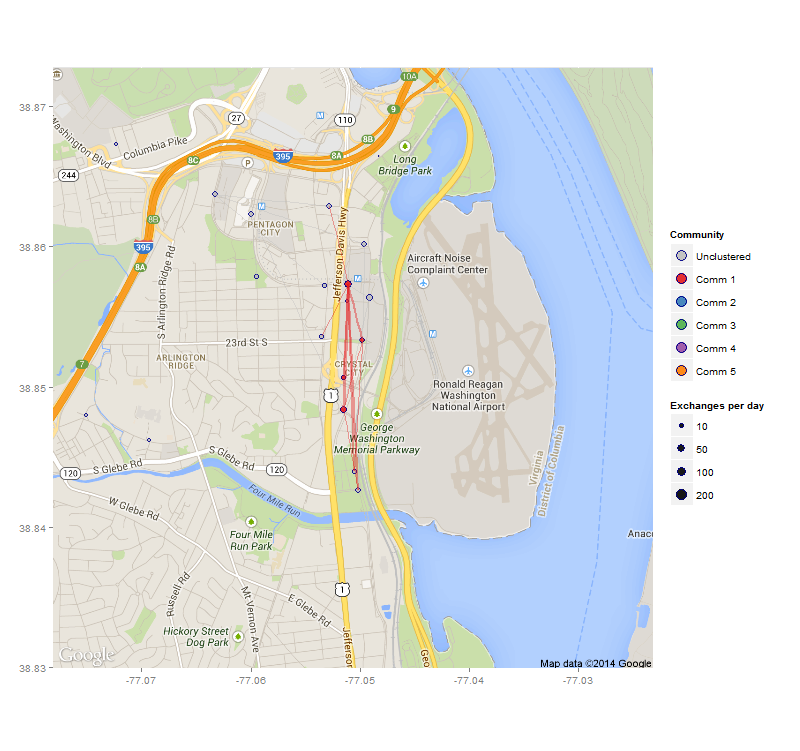 38.87
38.86
38.85
38.84
38.83
-77.07
-77.06
-77.05
-77.04
-77.03
10A
9
27
110
8B
8A
395
8C
P
M
Washington Blvd
Columbia Pike
244
Long
Bridge Park
8B
395
8A
M
PENTAGON
CITY
Jefferson Davis Hwy
Aircraft Noise
Complaint Center
M
S Arlington Ridge Rd
23rd St S
M
ARLINGTON
RIDGE
7
CRYSTAL
CITY
1
Ronald Reagan
Washington
National Airport
George
Washington
Memorial Parkway
Virginia
District of Columbia
S Glebe Rd
120
S Glebe Rd
120
W Glebe Rd
Four Mile Run
Four Mile
Run Park
Anac
Russell Rd
Mt Vernon Ave
E Glebe Rd
1
Hickory Street
Dog Park
Jefferson
Geo
Google
Map data ©2014 Google
Community
Unclustered
Comm 1
Comm 2
Comm 3
Comm 4
Comm 5
Exchanges per day
10
50
100
200